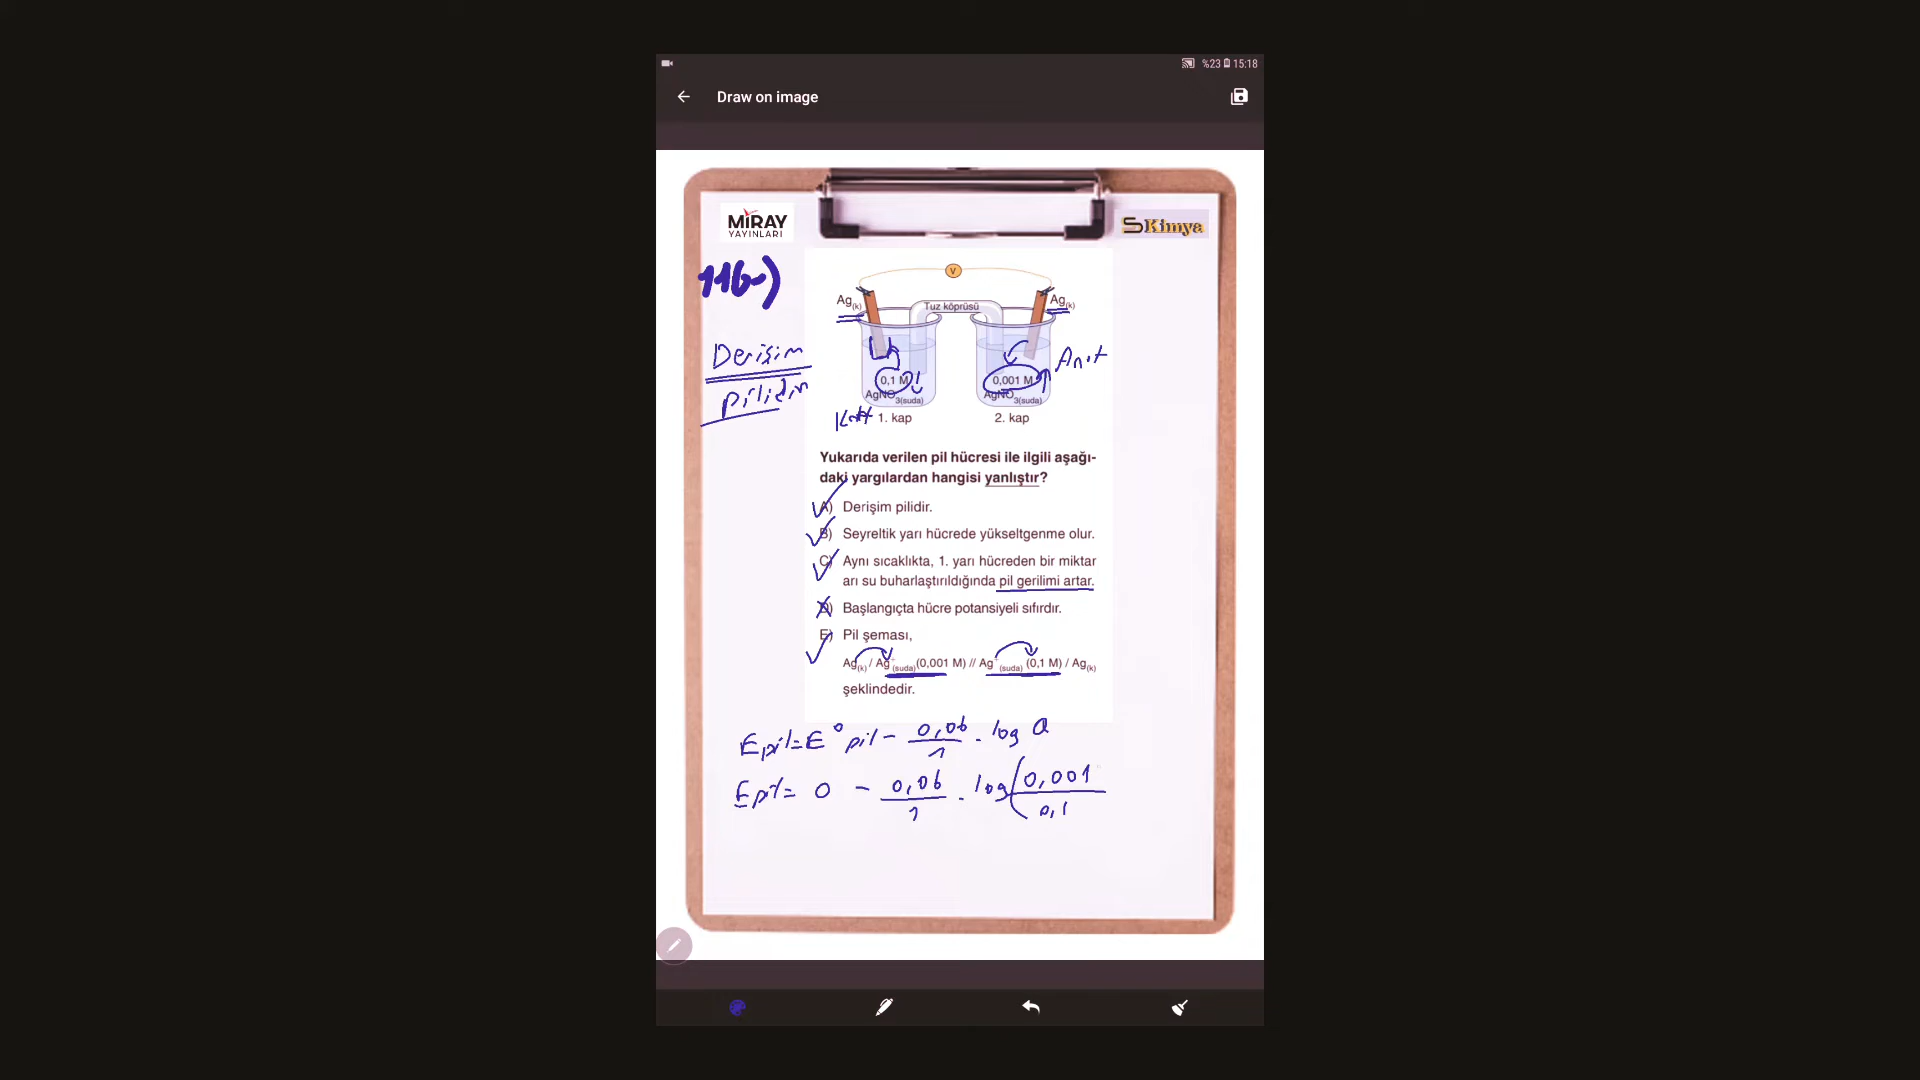 %23 15:18
Draw on image
MİRAY
YAYINLARI
SKimya
11(
V
Ag(k)
Tuz köprüsü
Ag(k)
Derişim
pilidir
Anot
0,1 M
AgNO3(suda)
0,001 M
AgNO3(suda)
Katot
1. kap
2. kap
Yukarıda verilen pil hücresi ile ilgili aşağı-
daki yargılardan hangisi yanlıştır?
A) Derişim pilidir.
B) Seyreltik yarı hücrede yükseltgenme olur.
C) Aynı sıcaklıkta, 1. yarı hücreden bir miktar
arı su buharlaştırıldığında pil gerilimi artar.
D) Başlangıçta hücre potansiyeli sıfırdır.
E) Pil şeması,
Ag(k) / Ag+(suda)(0,001 M) // Ag+(suda) (0,1 M) / Ag(k)
şeklindedir.
Epil = E°pil - 0,06/1 . log Q
Epil = 0 - 0,06/1 . log(0,001/0,1